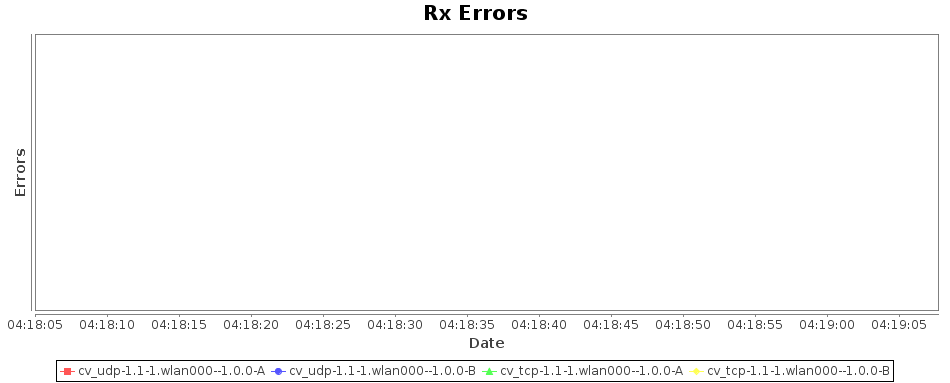 Rx Errors
Errors
04:18:05 04:18:10 04:18:15 04:18:20 04:18:25 04:18:30 04:18:35 04:18:40 04:18:45 04:18:50 04:18:55 04:19:00 04:19:05
Date
cv_udp-1.1-1.wlan000--1.0.0-A cv_udp-1.1-1.wlan000--1.0.0-B cv_tcp-1.1-1.wlan000--1.0.0-A cv_tcp-1.1-1.wlan000--1.0.0-B